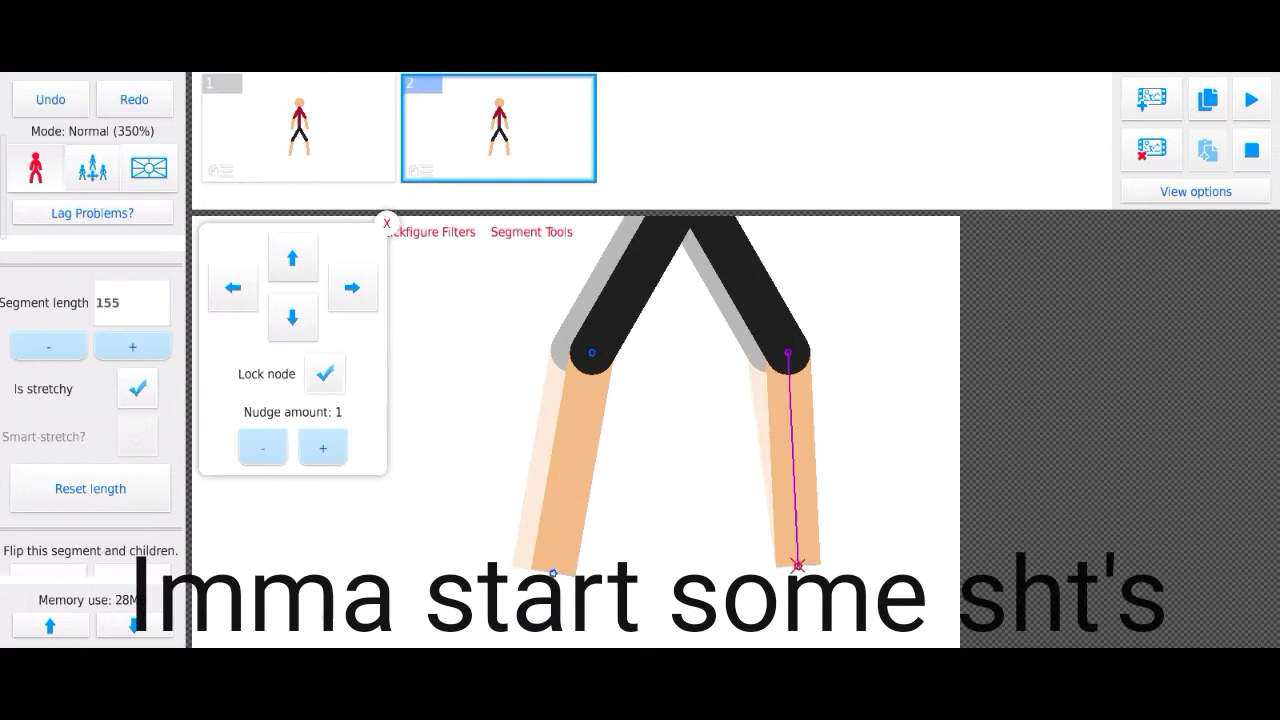 Undo
Redo
Mode: Normal (350%)
Lag Problems?
1
2
View options
X
ckfigure Filters
Segment Tools
Segment length
155
-
+
Is stretchy
Smart-stretch?
Reset length
Lock node
Nudge amount: 1
-
+
Flip this segment and children.
Memory use: 28M
Imma start some sht's